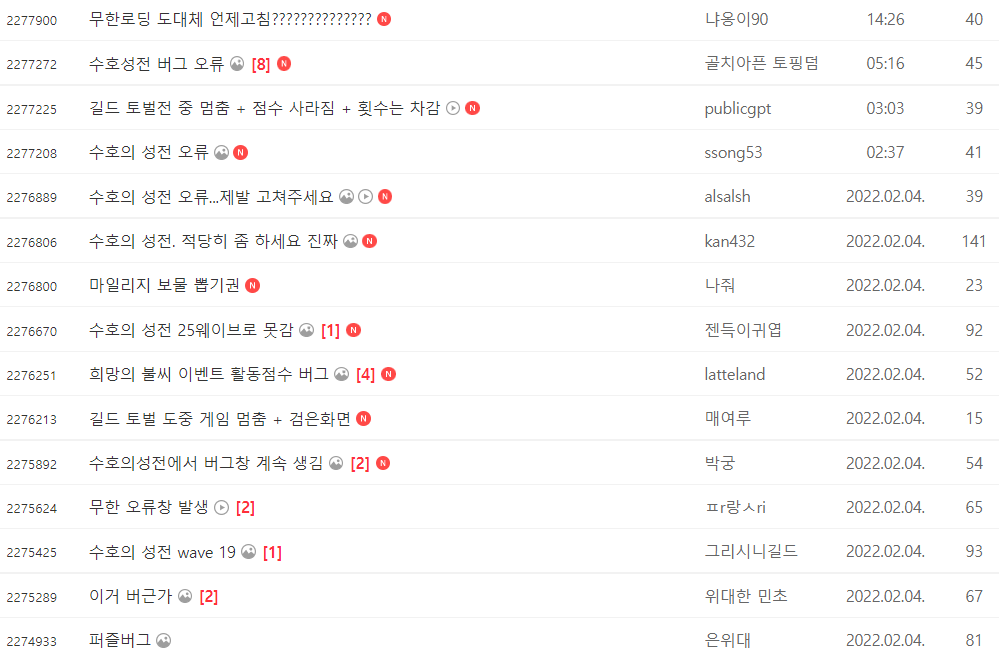 2277900 무한로딩 도대체 언제고침?????????????? N 냐옹이90 14:26 40
2277272 수호성전 버그 오류 [8] N 골치아픈 토핑덤 05:16 45
2277225 길드 토벌전 중 멈춤 + 점수 사라짐 + 횟수는 차감 N publicgpt 03:03 39
2277208 수호의 성전 오류 N ssong53 02:37 41
2276889 수호의 성전 오류...제발 고쳐주세요 N alsalsh 2022.02.04. 39
2276806 수호의 성전. 적당히 좀 하세요 진짜 N kan432 2022.02.04. 141
2276800 마일리지 보물 뽑기권 N 나줘 2022.02.04. 23
2276670 수호의 성전 25웨이브로 못감 [1] N 젠득이귀엽 2022.02.04. 92
2276251 희망의 불씨 이벤트 활동점수 버그 [4] N latteland 2022.02.04. 52
2276213 길드 토벌 도중 게임 멈춤 + 검은화면 N 매여루 2022.02.04. 15
2275892 수호의성전에서 버그창 계속 생김 [2] N 박궁 2022.02.04. 54
2275624 무한 오류창 발생 [2] ㅍr랑ㅅri 2022.02.04. 65
2275425 수호의 성전 wave 19 [1] 그리시니길드 2022.02.04. 93
2275289 이거 버근가 [2] 위대한 민초 2022.02.04. 67
2274933 퍼즐버그 은위대 2022.02.04. 81